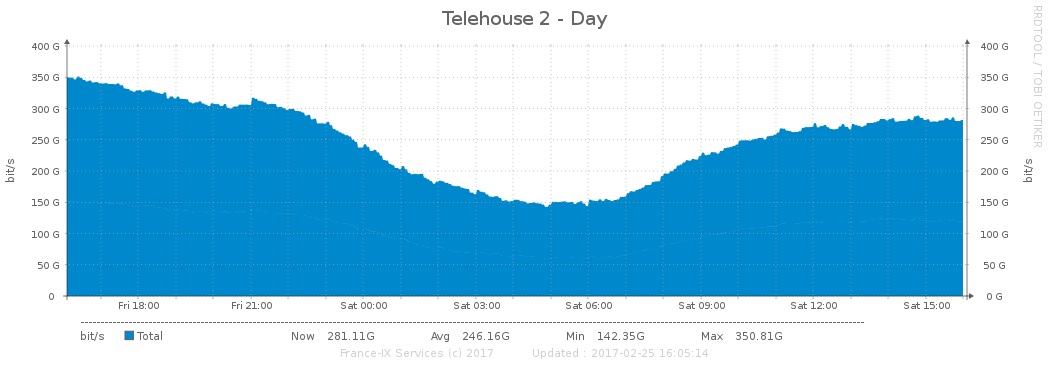 Telehouse 2 - Day
RRDTOOL / TOBI OETIKER
400 G 400 G
350 G 350 G
300 G 300 G
250 G 250 G
200 G 200 G
150 G 150 G
100 G 100 G
50 G 50 G
0 0 G
bit/s
bit/s
Fri 18:00 Fri 21:00 Sat 00:00 Sat 03:00 Sat 06:00 Sat 09:00 Sat 12:00 Sat 15:00
bit/s Total Now 281.11G Avg 246.16G Min 142.35G Max 350.81G
France-IX Services (c) 2017 Updated : 2017-02-25 16:05:14